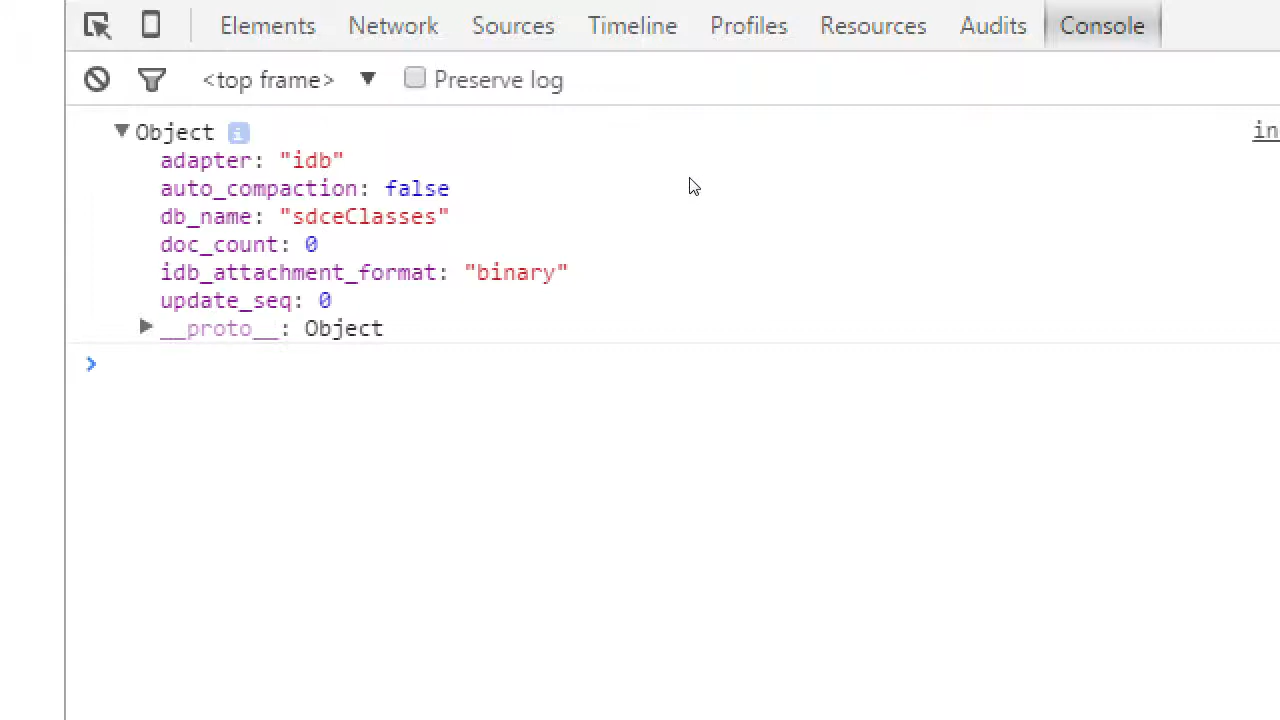 Elements Network Sources Timeline Profiles Resources Audits Console
<top frame> ▼ Preserve log
▼ Object i in
adapter: "idb"
auto_compaction: false
db_name: "sdceClasses"
doc_count: 0
idb_attachment_format: "binary"
update_seq: 0
▶ __proto__: Object
>